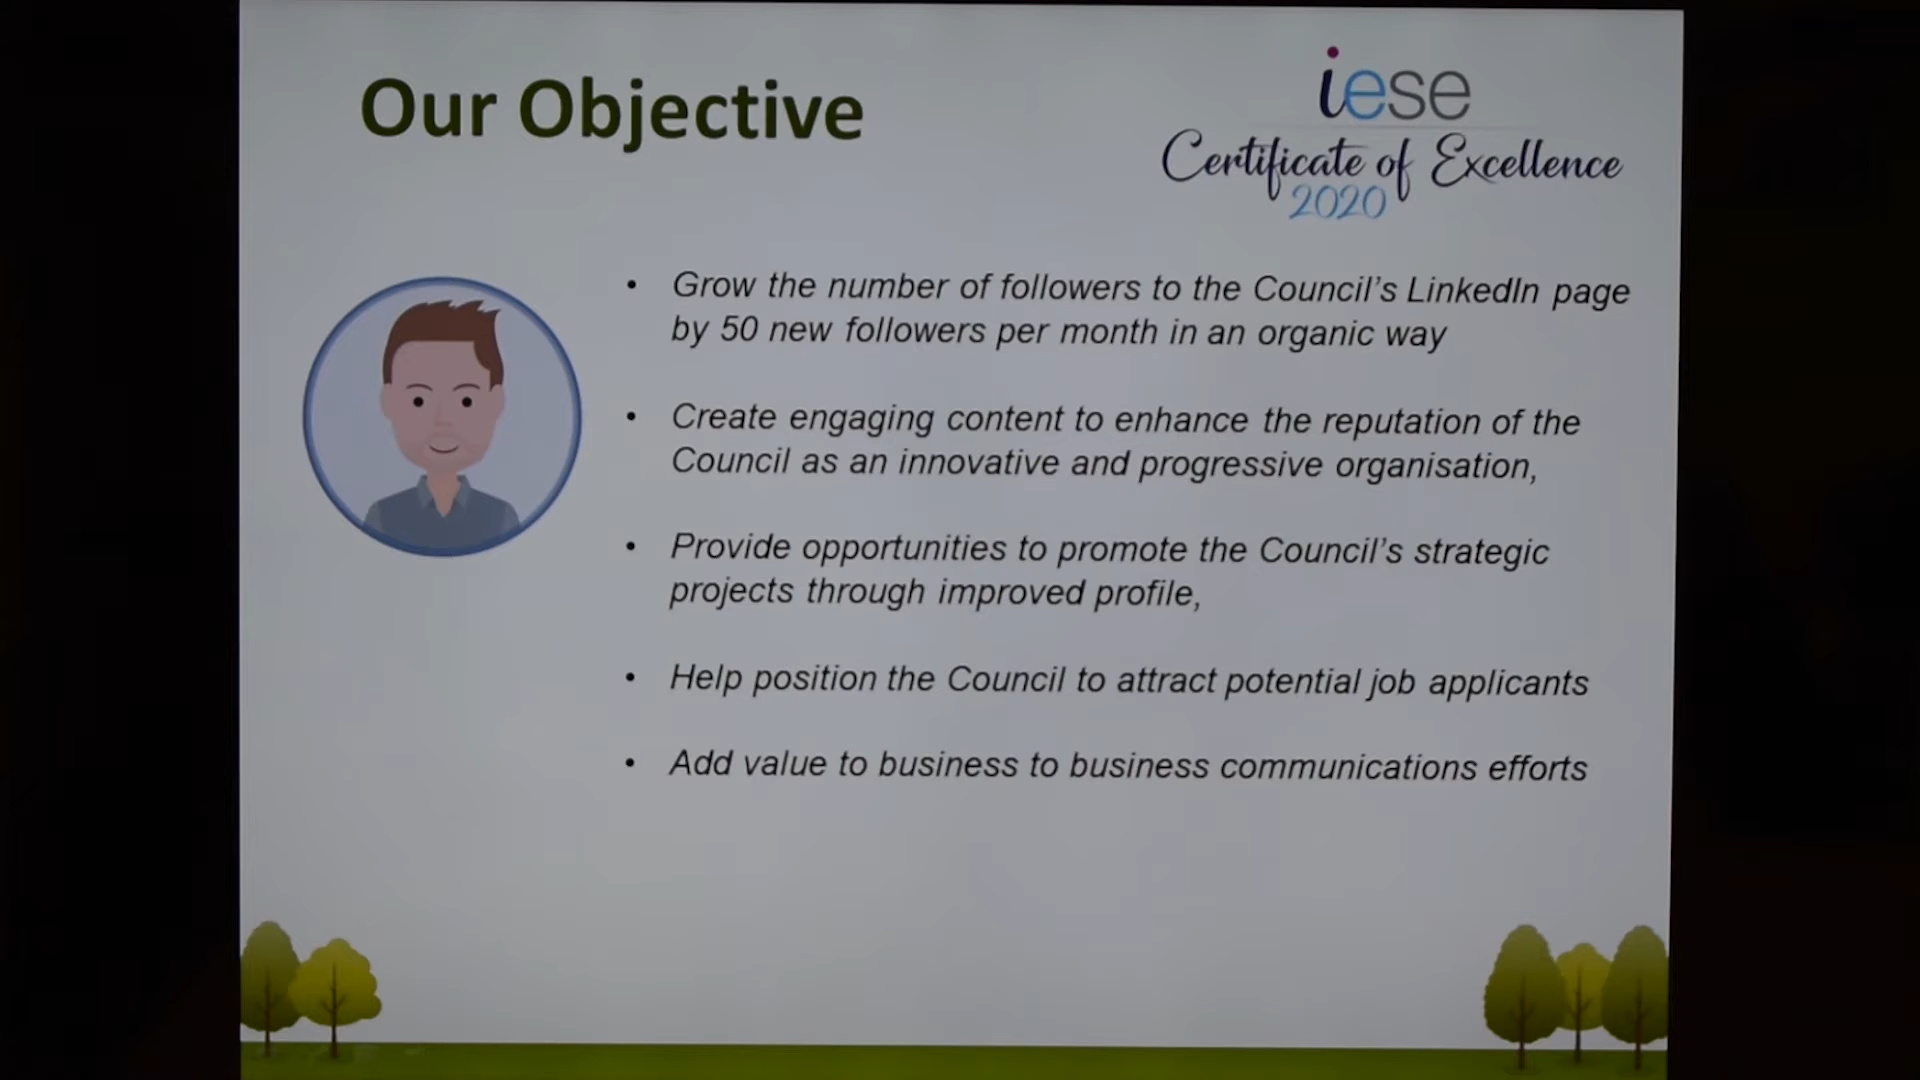 Our Objective
iese
Certificate of Excellence
2020
• Grow the number of followers to the Council's LinkedIn page
by 50 new followers per month in an organic way
• Create engaging content to enhance the reputation of the
Council as an innovative and progressive organisation,
• Provide opportunities to promote the Council's strategic
projects through improved profile,
• Help position the Council to attract potential job applicants
• Add value to business to business communications efforts